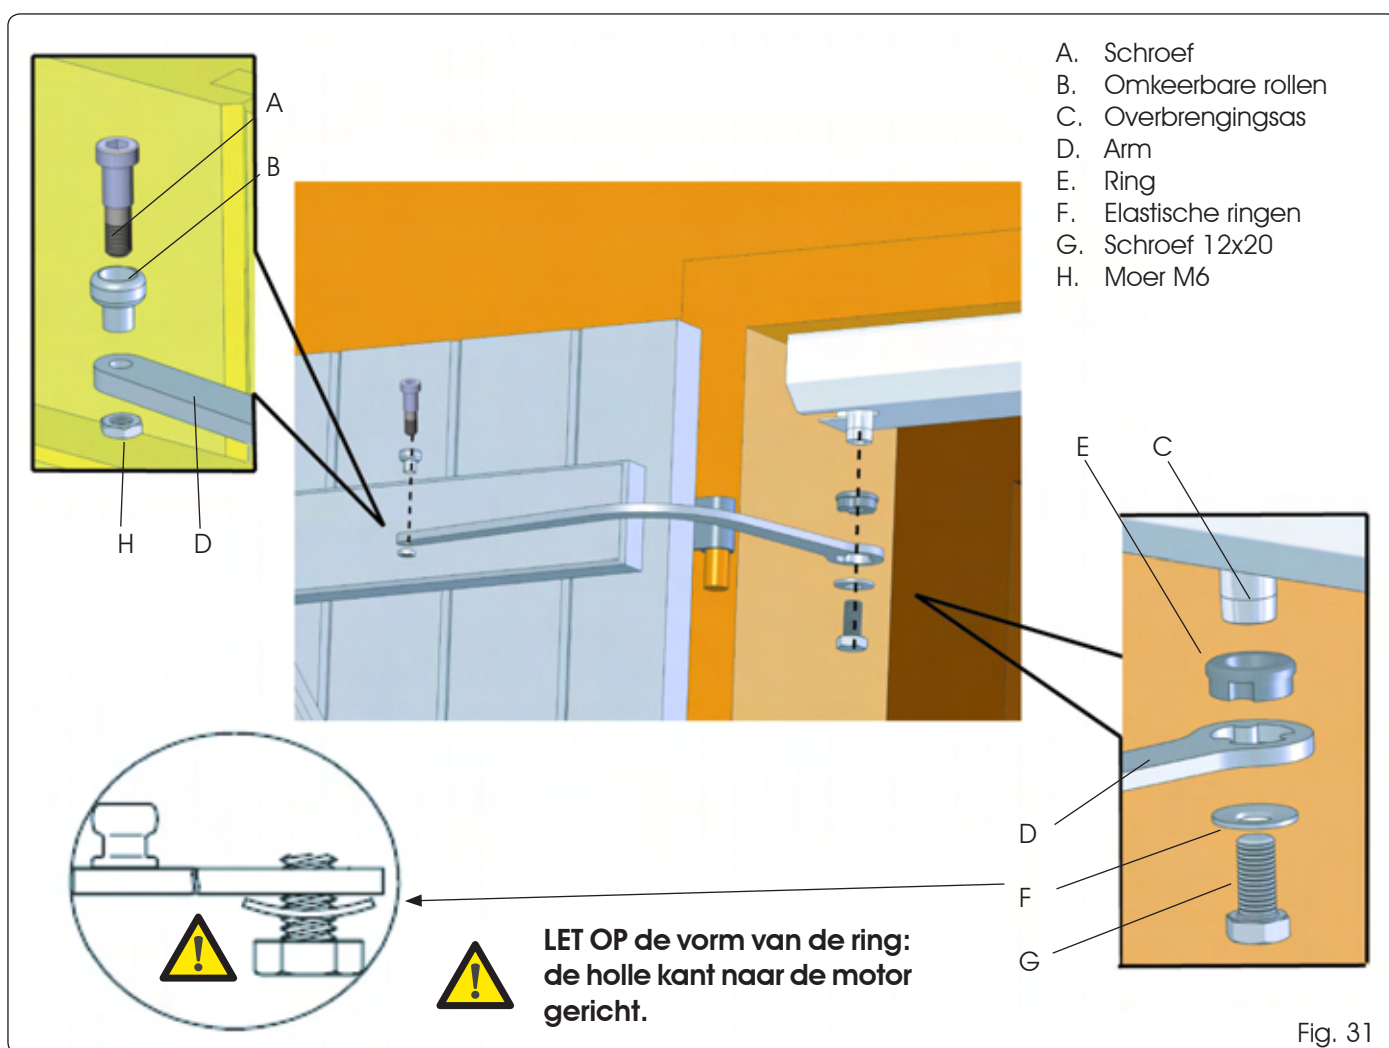 A. Schroef
B. Omkeerbare rollen
C. Overbrengingsas
D. Arm
E. Ring
F. Elastische ringen
G. Schroef 12x20
H. Moer M6
A
B
H
D
E
C
D
F
G
LET OP de vorm van de ring:
de holle kant naar de motor
gericht.
Fig. 31